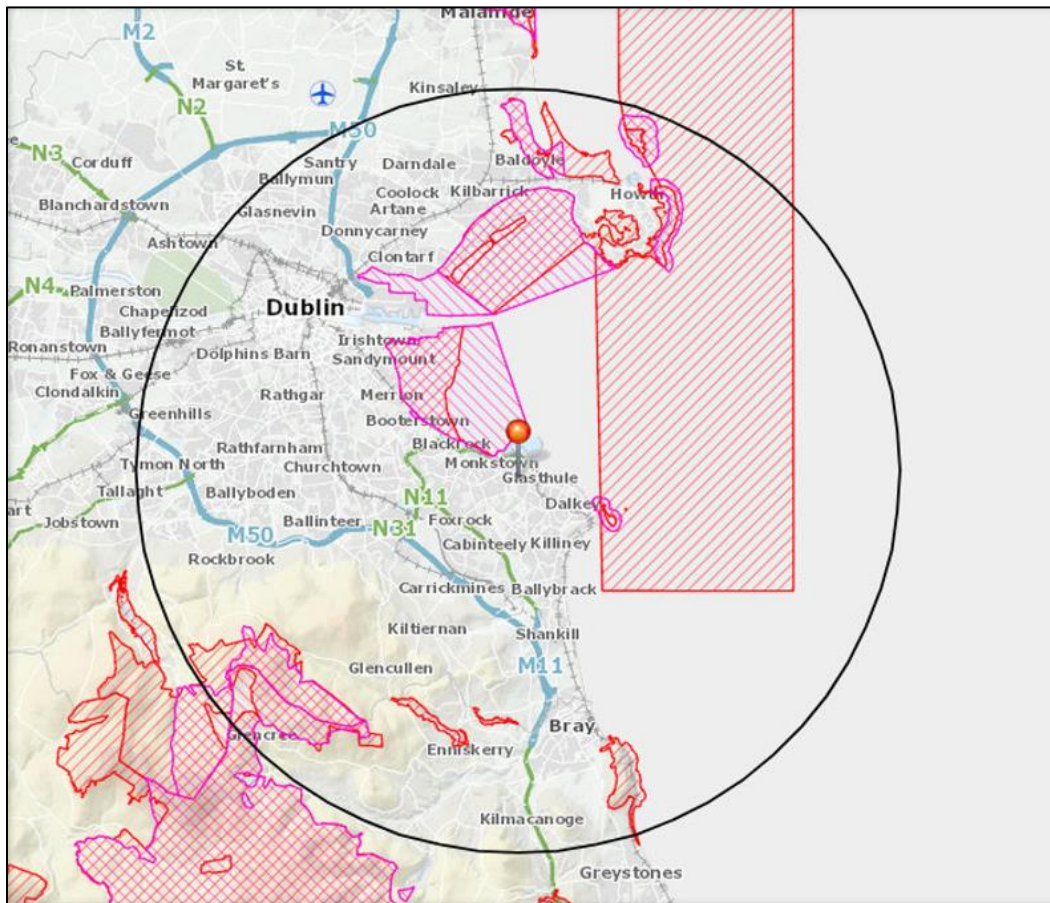 Malahide
M2
St.
Margaret's
Kinsaley
N2
M50
N3
Corduff
Santry
Darndale
Baldoyle
Ballymun
Coolock
Kilbarrick
Howth
Blanchardstown
Artane
Glasnevin
Donnycarney
Ashtown
Clontarf
N4
Palmerston
Chapelizod
Dublin
Ballyfermot
Irishtown
Ronanstown
Dolphins Barn
Sandymount
Fox & Geese
Clondalkin
Rathgar
Merrion
Greenhills
Booterstown
Rathfarnham
Blackrock
Tymon North
Churchtown
Monkstown
Glasthule
Tallaght
Ballyboden
N11
Dalkey
art
Jobstown
Ballinteer
N31
Foxrock
M50
Cabinteely
Killiney
Rockbrook
Carrickmines
Ballybrack
Kiltiernan
Shankill
Glencullen
M11
Glencree
Bray
Enniskerry
Kilmacanoge
Greystones